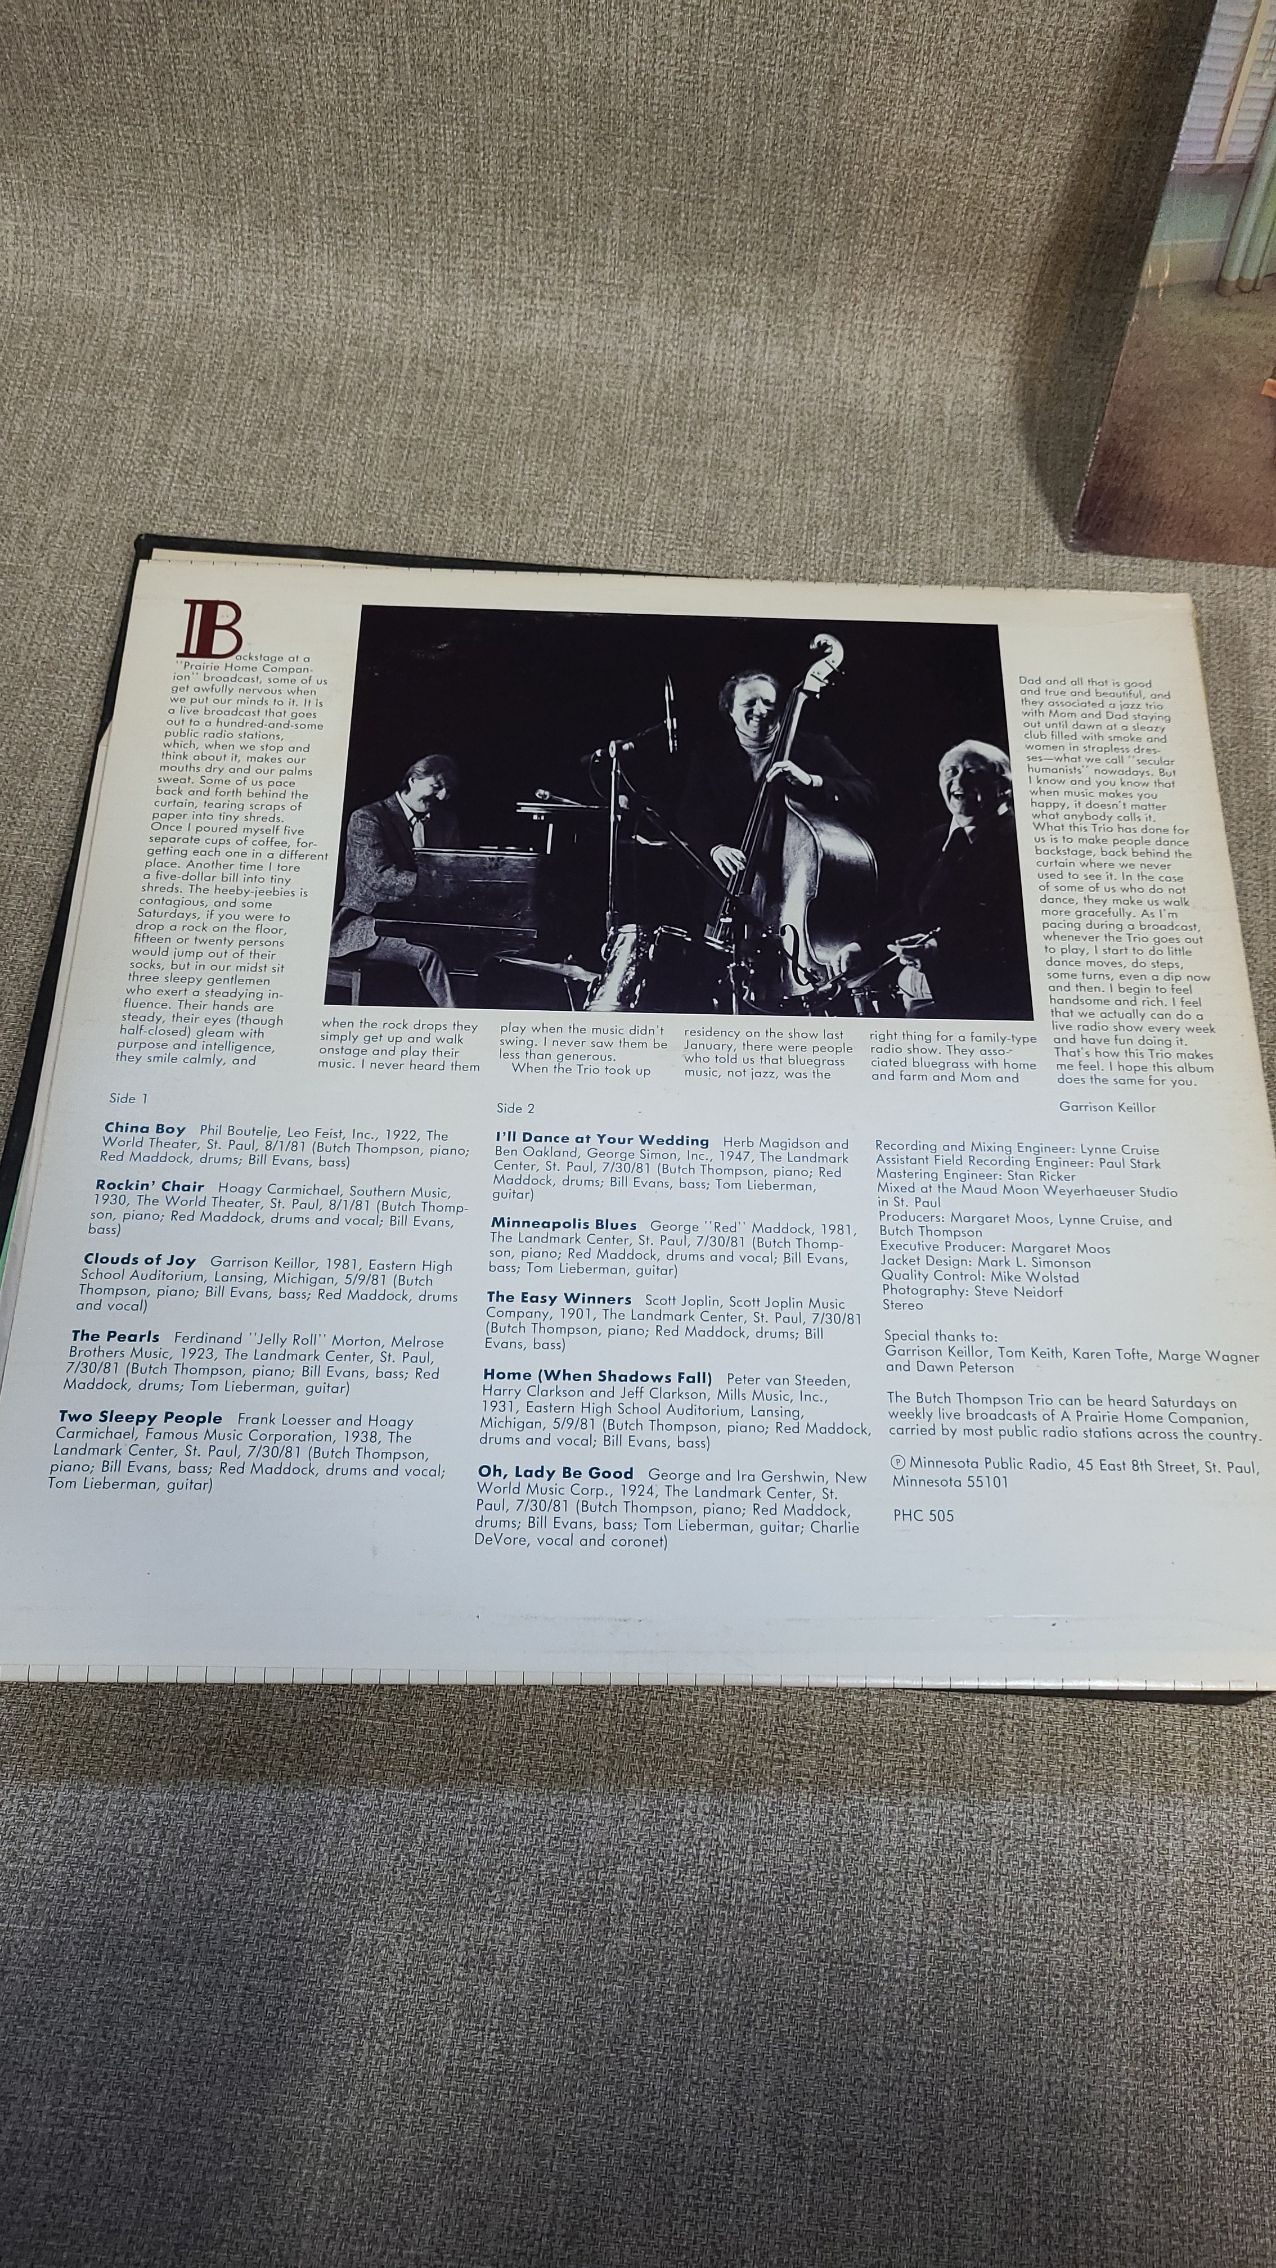 Backstage at a
"Prairie Home Compan-
ion" broadcast, some of us
get awfully nervous when
we put our minds to it. It is
a live broadcast that goes
out to a hundred-and-some
public radio stations,
which, when we stop and
think about it, makes our
mouths dry and our palms
sweat. Some of us pace
back and forth behind the
curtain, tearing scraps of
paper into tiny shreds.
Once I poured myself five
separate cups of coffee, for-
getting each one in a different
place. Another time I tore
a five-dollar bill into tiny
shreds. The heeby-jeebies is
contagious, and some
Saturdays, if you were to
drop a rock on the floor,
fifteen or twenty persons
would jump out of their
socks, but in our midst sit
three sleepy gentlemen
who exert a steadying in-
fluence. Their hands are
steady, their eyes (though
half-closed) gleam with
purpose and intelligence,
they smile calmly, and
when the rock drops they
simply get up and walk
onstage and play their
music. I never heard them
play when the music didn't
swing. I never saw them be
less than generous.
When the Trio took up
residency on the show last
January, there were people
who told us that bluegrass
music, not jazz, was the
right thing for a family-type
radio show. They asso-
ciated bluegrass with home
and farm and Mom and
Dad and all that is good
and true and beautiful, and
they associated a jazz trio
with Mom and Dad staying
out until dawn at a sleazy
club filled with smoke and
women in strapless dres-
ses—what we call "secular
humanists" nowadays. But
I know and you know that
when music makes you
happy, it doesn't matter
what anybody calls it.
What this Trio has done for
us is to make people dance
backstage, back behind the
curtain where we never
used to see it. In the case
of some of us who do not
dance, they make us walk
more gracefully. As I'm
pacing during a broadcast,
whenever the Trio goes out
to play, I start to do little
dance moves, do steps,
some turns, even a dip now
and then. I begin to feel
handsome and rich. I feel
that we actually can do a
live radio show every week
and have fun doing it.
That's how this Trio makes
me feel. I hope this album
does the same for you.
Garrison Keillor
Side 1
China Boy Phil Boutelje, Leo Feist, Inc., 1922, The
World Theater, St. Paul, 8/1/81 (Butch Thompson, piano;
Red Maddock, drums; Bill Evans, bass)
Rockin' Chair Hoagy Carmichael, Southern Music,
1930, The World Theater, St. Paul, 8/1/81 (Butch Thomp-
son, piano; Red Maddock, drums and vocal; Bill Evans,
bass)
Clouds of Joy Garrison Keillor, 1981, Eastern High
School Auditorium, Lansing, Michigan, 5/9/81 (Butch
Thompson, piano; Bill Evans, bass; Red Maddock, drums
and vocal)
The Pearls Ferdinand "Jelly Roll" Morton, Melrose
Brothers Music, 1923, The Landmark Center, St. Paul,
7/30/81 (Butch Thompson, piano; Bill Evans, bass; Red
Maddock, drums; Tom Lieberman, guitar)
Two Sleepy People Frank Loesser and Hoagy
Carmichael, Famous Music Corporation, 1938, The
Landmark Center, St. Paul, 7/30/81 (Butch Thompson,
piano; Bill Evans, bass; Red Maddock, drums and vocal;
Tom Lieberman, guitar)
Side 2
I'll Dance at Your Wedding Herb Magidson and
Ben Oakland, George Simon, Inc., 1947, The Landmark
Center, St. Paul, 7/30/81 (Butch Thompson, piano; Red
Maddock, drums; Bill Evans, bass; Tom Lieberman,
guitar)
Minneapolis Blues George "Red" Maddock, 1981,
The Landmark Center, St. Paul, 7/30/81 (Butch Thomp-
son, piano; Red Maddock, drums and vocal; Bill Evans,
bass; Tom Lieberman, guitar)
The Easy Winners Scott Joplin, Scott Joplin Music
Company, 1901, The Landmark Center, St. Paul, 7/30/81
(Butch Thompson, piano; Red Maddock, drums; Bill
Evans, bass)
Home (When Shadows Fall) Peter van Steeden,
Harry Clarkson and Jeff Clarkson, Mills Music, Inc.,
1931, Eastern High School Auditorium, Lansing,
Michigan, 5/9/81 (Butch Thompson, piano; Red Maddock,
drums and vocal; Bill Evans, bass)
Oh, Lady Be Good George and Ira Gershwin, New
World Music Corp., 1924, The Landmark Center, St.
Paul, 7/30/81 (Butch Thompson, piano; Red Maddock,
drums; Bill Evans, bass; Tom Lieberman, guitar; Charlie
DeVore, vocal and coronet)
Recording and Mixing Engineer: Lynne Cruise
Assistant Field Recording Engineer: Paul Stark
Mastering Engineer: Stan Ricker
Mixed at the Maud Moon Weyerhaeuser Studio
in St. Paul
Producers: Margaret Moos, Lynne Cruise, and
Butch Thompson
Executive Producer: Margaret Moos
Jacket Design: Mark L. Simonson
Quality Control: Mike Wolstad
Photography: Steve Neidorf
Stereo
Special thanks to:
Garrison Keillor, Tom Keith, Karen Tofte, Marge Wagner
and Dawn Peterson
The Butch Thompson Trio can be heard Saturdays on
weekly live broadcasts of A Prairie Home Companion,
carried by most public radio stations across the country.
℗ Minnesota Public Radio, 45 East 8th Street, St. Paul,
Minnesota 55101
PHC 505